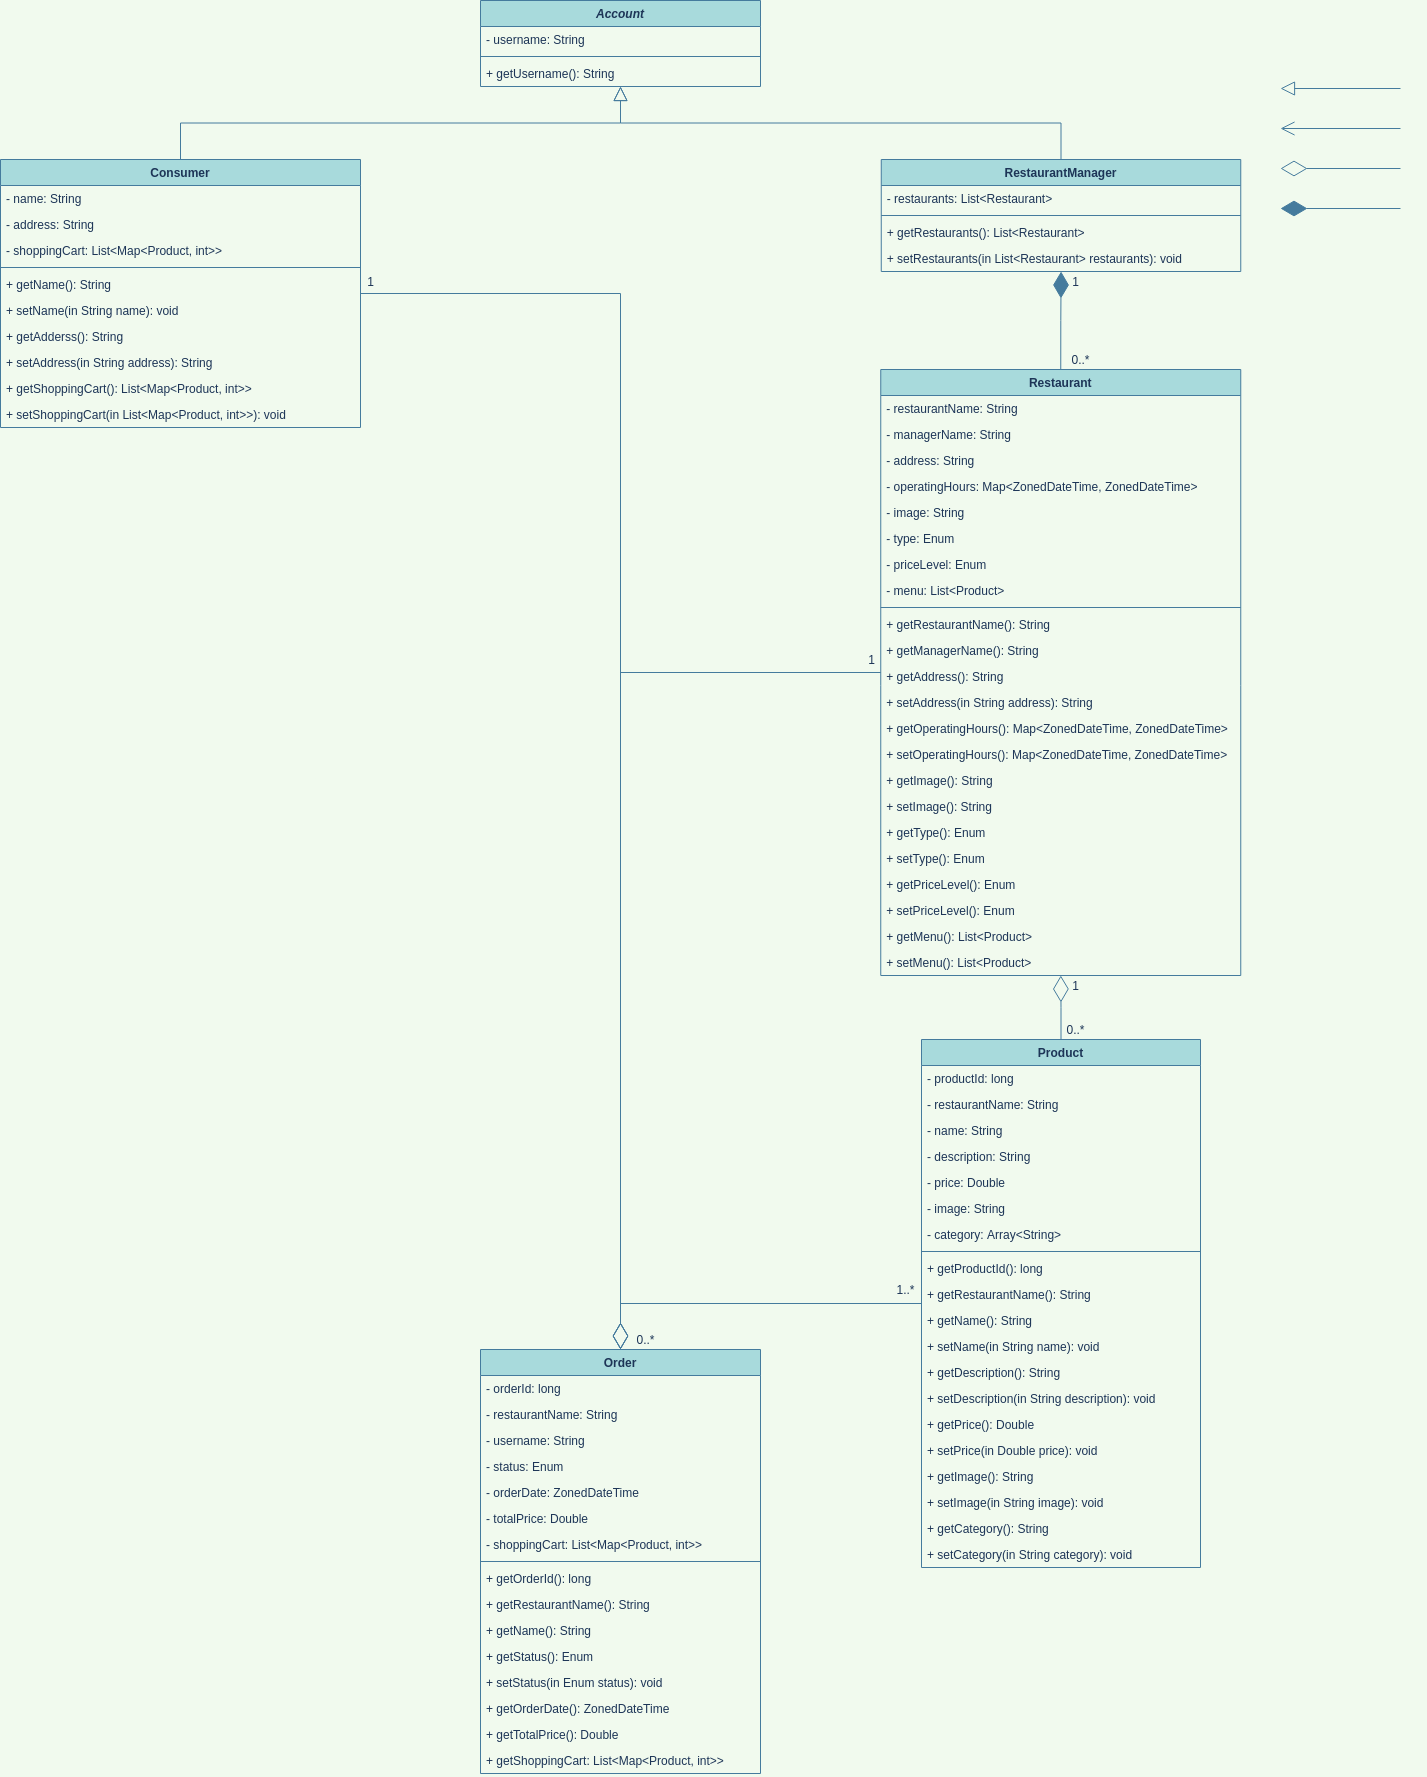 Account
- username: String
+ getUsername(): String
Consumer
- name: String
- address: String
- shoppingCart: List<Map<Product, int>>
+ getName(): String
+ setName(in String name): void
+ getAdderss(): String
+ setAddress(in String address): String
+ getShoppingCart(): List<Map<Product, int>>
+ setShoppingCart(in List<Map<Product, int>>): void
1
RestaurantManager
- restaurants: List<Restaurant>
+ getRestaurants(): List<Restaurant>
+ setRestaurants(in List<Restaurant> restaurants): void
1
0..*
Restaurant
- restaurantName: String
- managerName: String
- address: String
- operatingHours: Map<ZonedDateTime, ZonedDateTime>
- image: String
- type: Enum
- priceLevel: Enum
- menu: List<Product>
+ getRestaurantName(): String
+ getManagerName(): String
+ getAddress(): String
+ setAddress(in String address): String
+ getOperatingHours(): Map<ZonedDateTime, ZonedDateTime>
+ setOperatingHours(): Map<ZonedDateTime, ZonedDateTime>
+ getImage(): String
+ setImage(): String
+ getType(): Enum
+ setType(): Enum
+ getPriceLevel(): Enum
+ setPriceLevel(): Enum
+ getMenu(): List<Product>
+ setMenu(): List<Product>
1
1
0..*
Product
- productId: long
- restaurantName: String
- name: String
- description: String
- price: Double
- image: String
- category: Array<String>
+ getProductId(): long
+ getRestaurantName(): String
+ getName(): String
+ setName(in String name): void
+ getDescription(): String
+ setDescription(in String description): void
+ getPrice(): Double
+ setPrice(in Double price): void
+ getImage(): String
+ setImage(in String image): void
+ getCategory(): String
+ setCategory(in String category): void
1..*
0..*
Order
- orderId: long
- restaurantName: String
- username: String
- status: Enum
- orderDate: ZonedDateTime
- totalPrice: Double
- shoppingCart: List<Map<Product, int>>
+ getOrderId(): long
+ getRestaurantName(): String
+ getName(): String
+ getStatus(): Enum
+ setStatus(in Enum status): void
+ getOrderDate(): ZonedDateTime
+ getTotalPrice(): Double
+ getShoppingCart: List<Map<Product, int>>